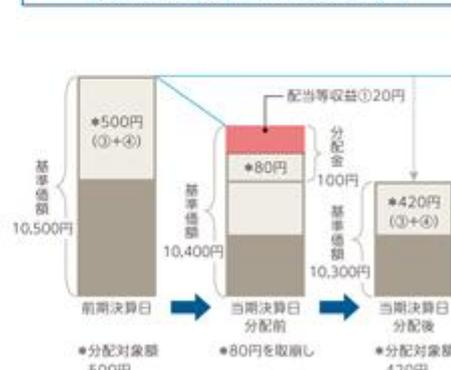 配当等収益①20円
*500円
(③+④)
*80円
分配金
100円
*420円
(③+④)
基準価額
10,500円
基準価額
10,400円
基準価額
10,300円
前期決算日
当期決算日
分配前
当期決算日
分配後
*分配対象額
500円
*80円を取崩し
*分配対象額
420円